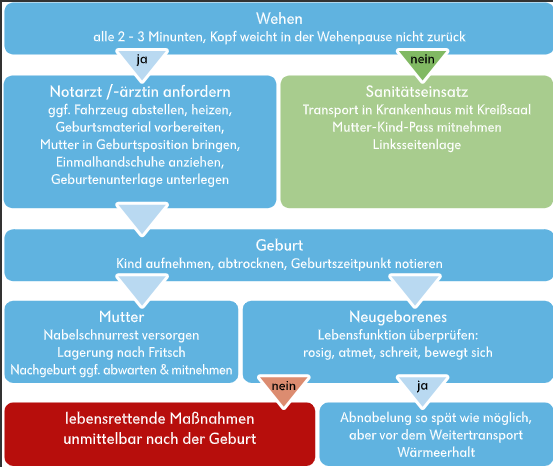 Wehen
alle 2 - 3 Minunten, Kopf weicht in der Wehenpause nicht zurück
ja
nein
Notarzt /-ärztin anfordern
ggf. Fahrzeug abstellen, heizen,
Geburtsmaterial vorbereiten,
Mutter in Geburtsposition bringen,
Einmalhandschuhe anziehen,
Geburtenunterlage unterlegen
Sanitätseinsatz
Transport in Krankenhaus mit Kreißsaal
Mutter-Kind-Pass mitnehmen
Linksseitenlage
Geburt
Kind aufnehmen, abtrocknen, Geburtszeitpunkt notieren
Mutter
Nabelschnurrest versorgen
Lagerung nach Fritsch
Nachgeburt ggf. abwarten & mitnehmen
Neugeborenes
Lebensfunktion überprüfen:
rosig, atmet, schreit, bewegt sich
nein
ja
lebensrettende Maßnahmen
unmittelbar nach der Geburt
Abnabelung so spät wie möglich,
aber vor dem Weitertransport
Wärmeerhalt